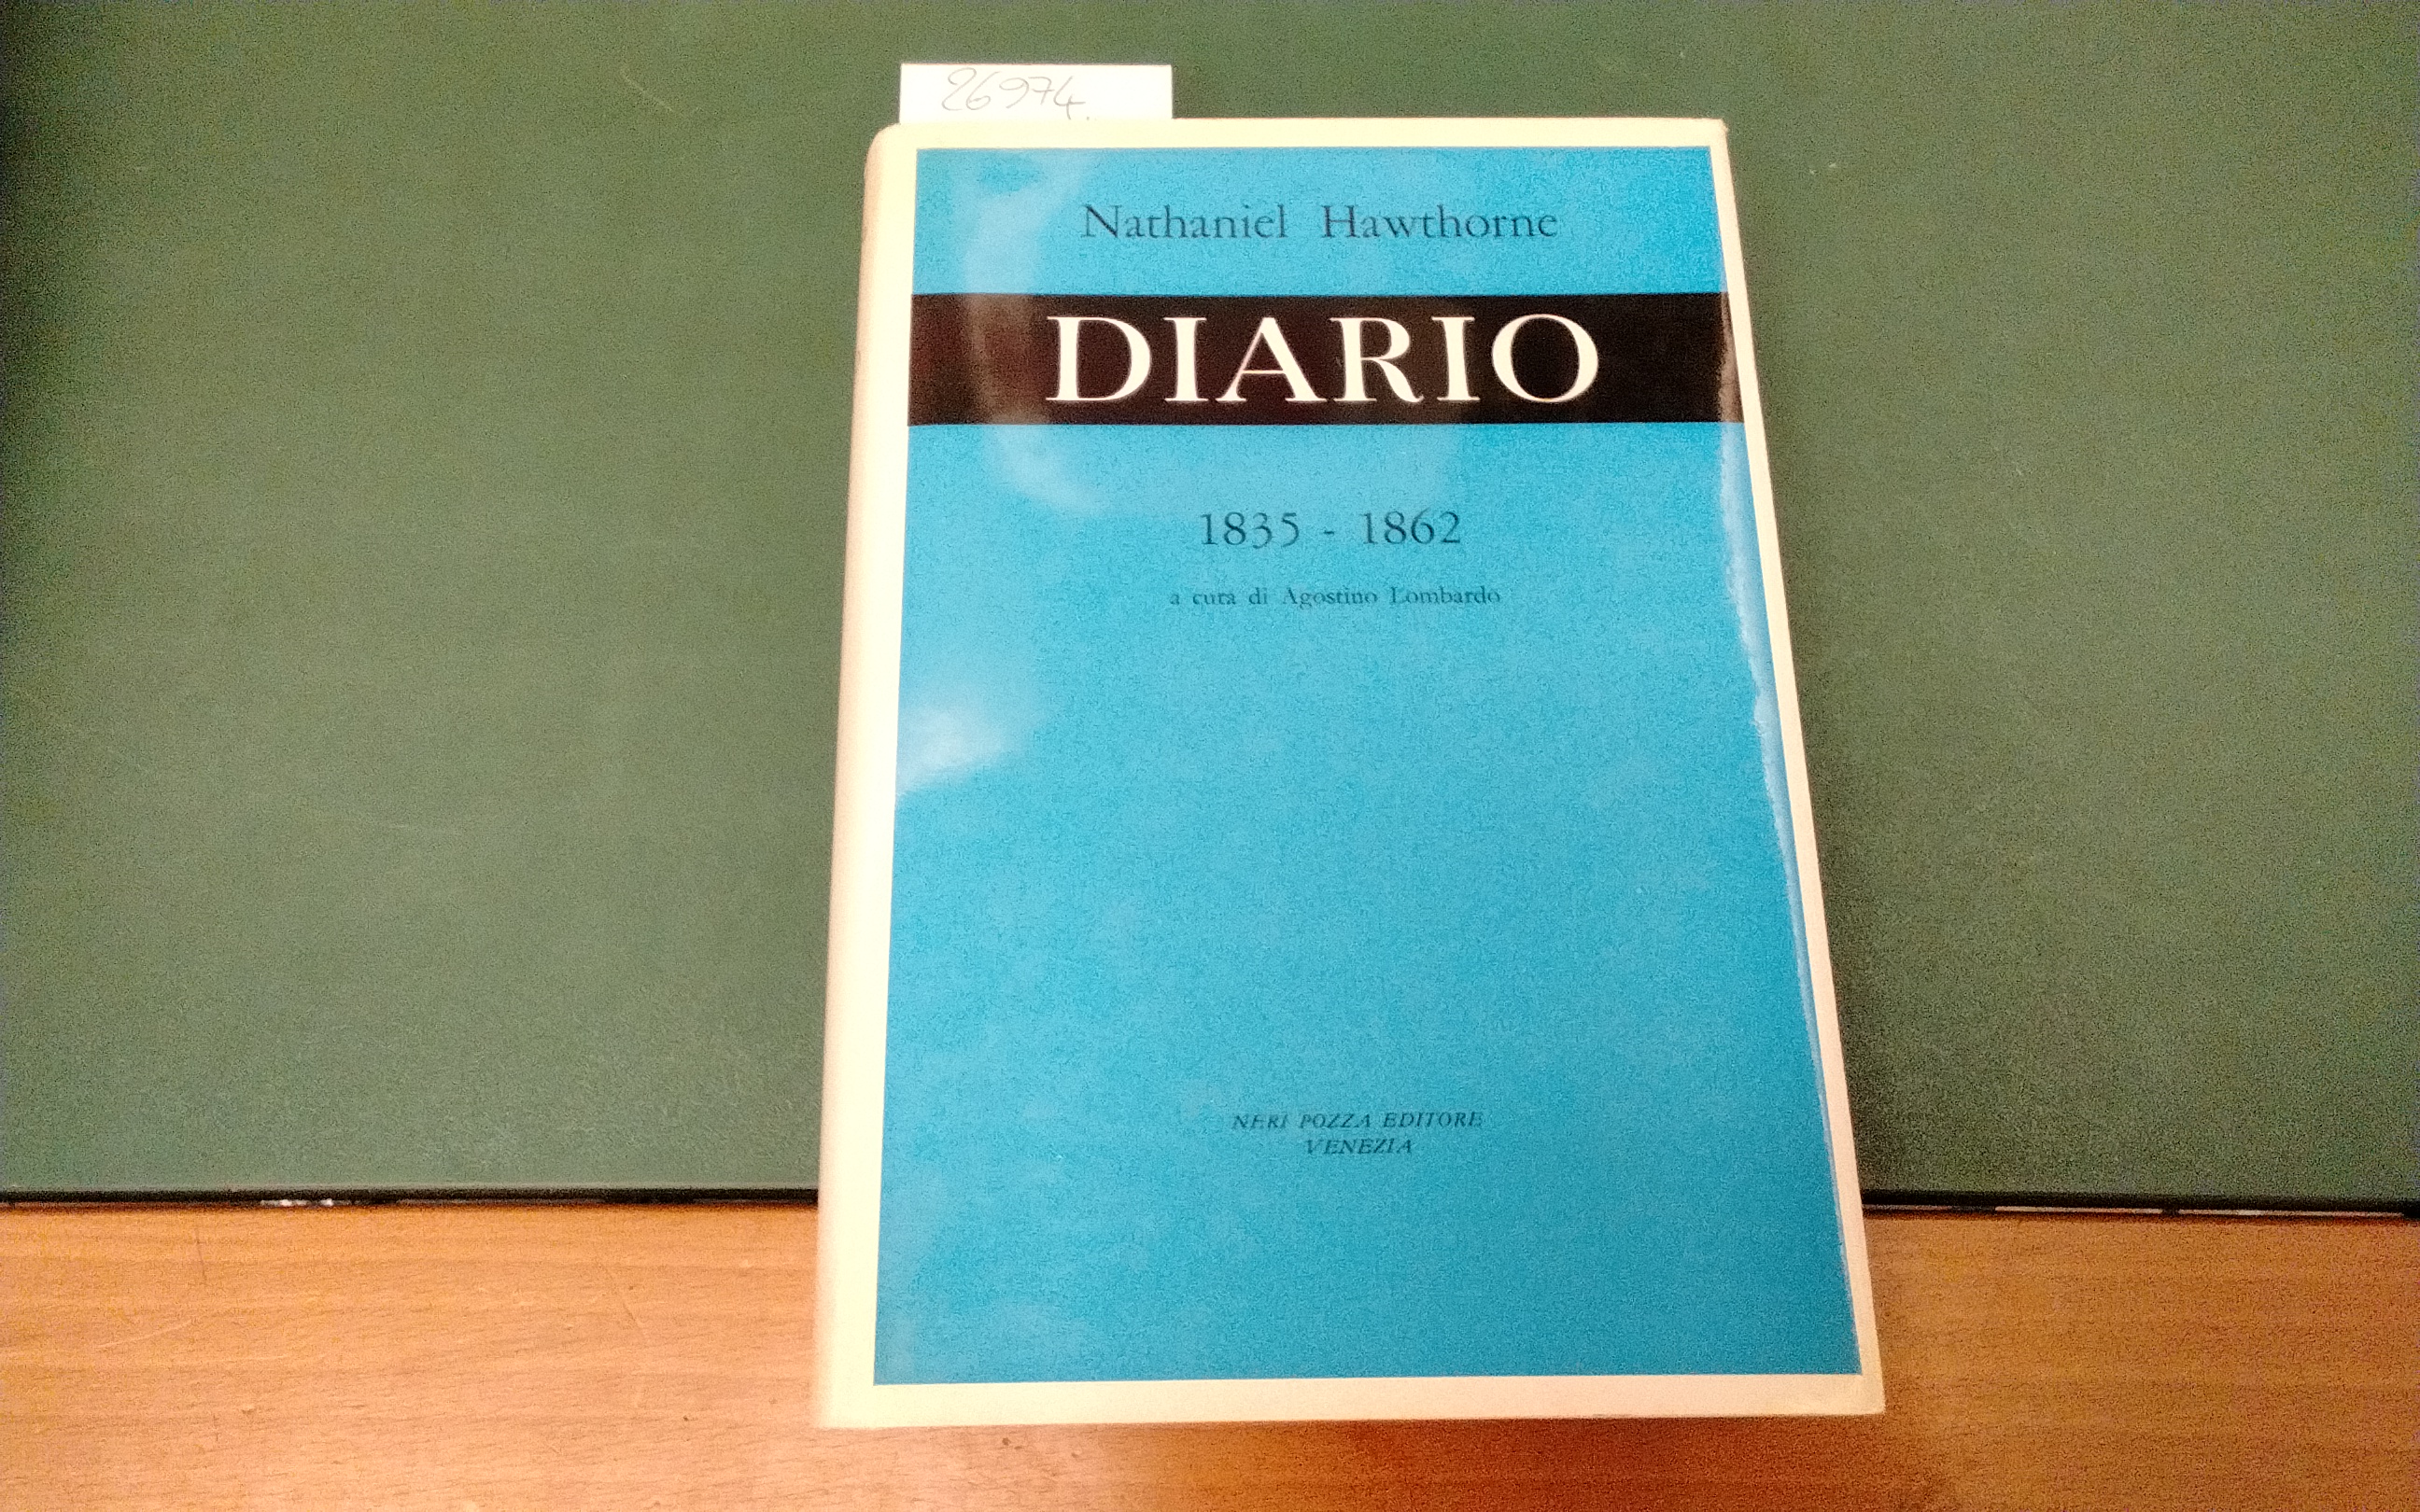 26974
Nathaniel Hawthorne
DIARIO
1835 - 1862
a cura di Agostino Lombardo
NERI POZZA EDITORE
VENEZIA